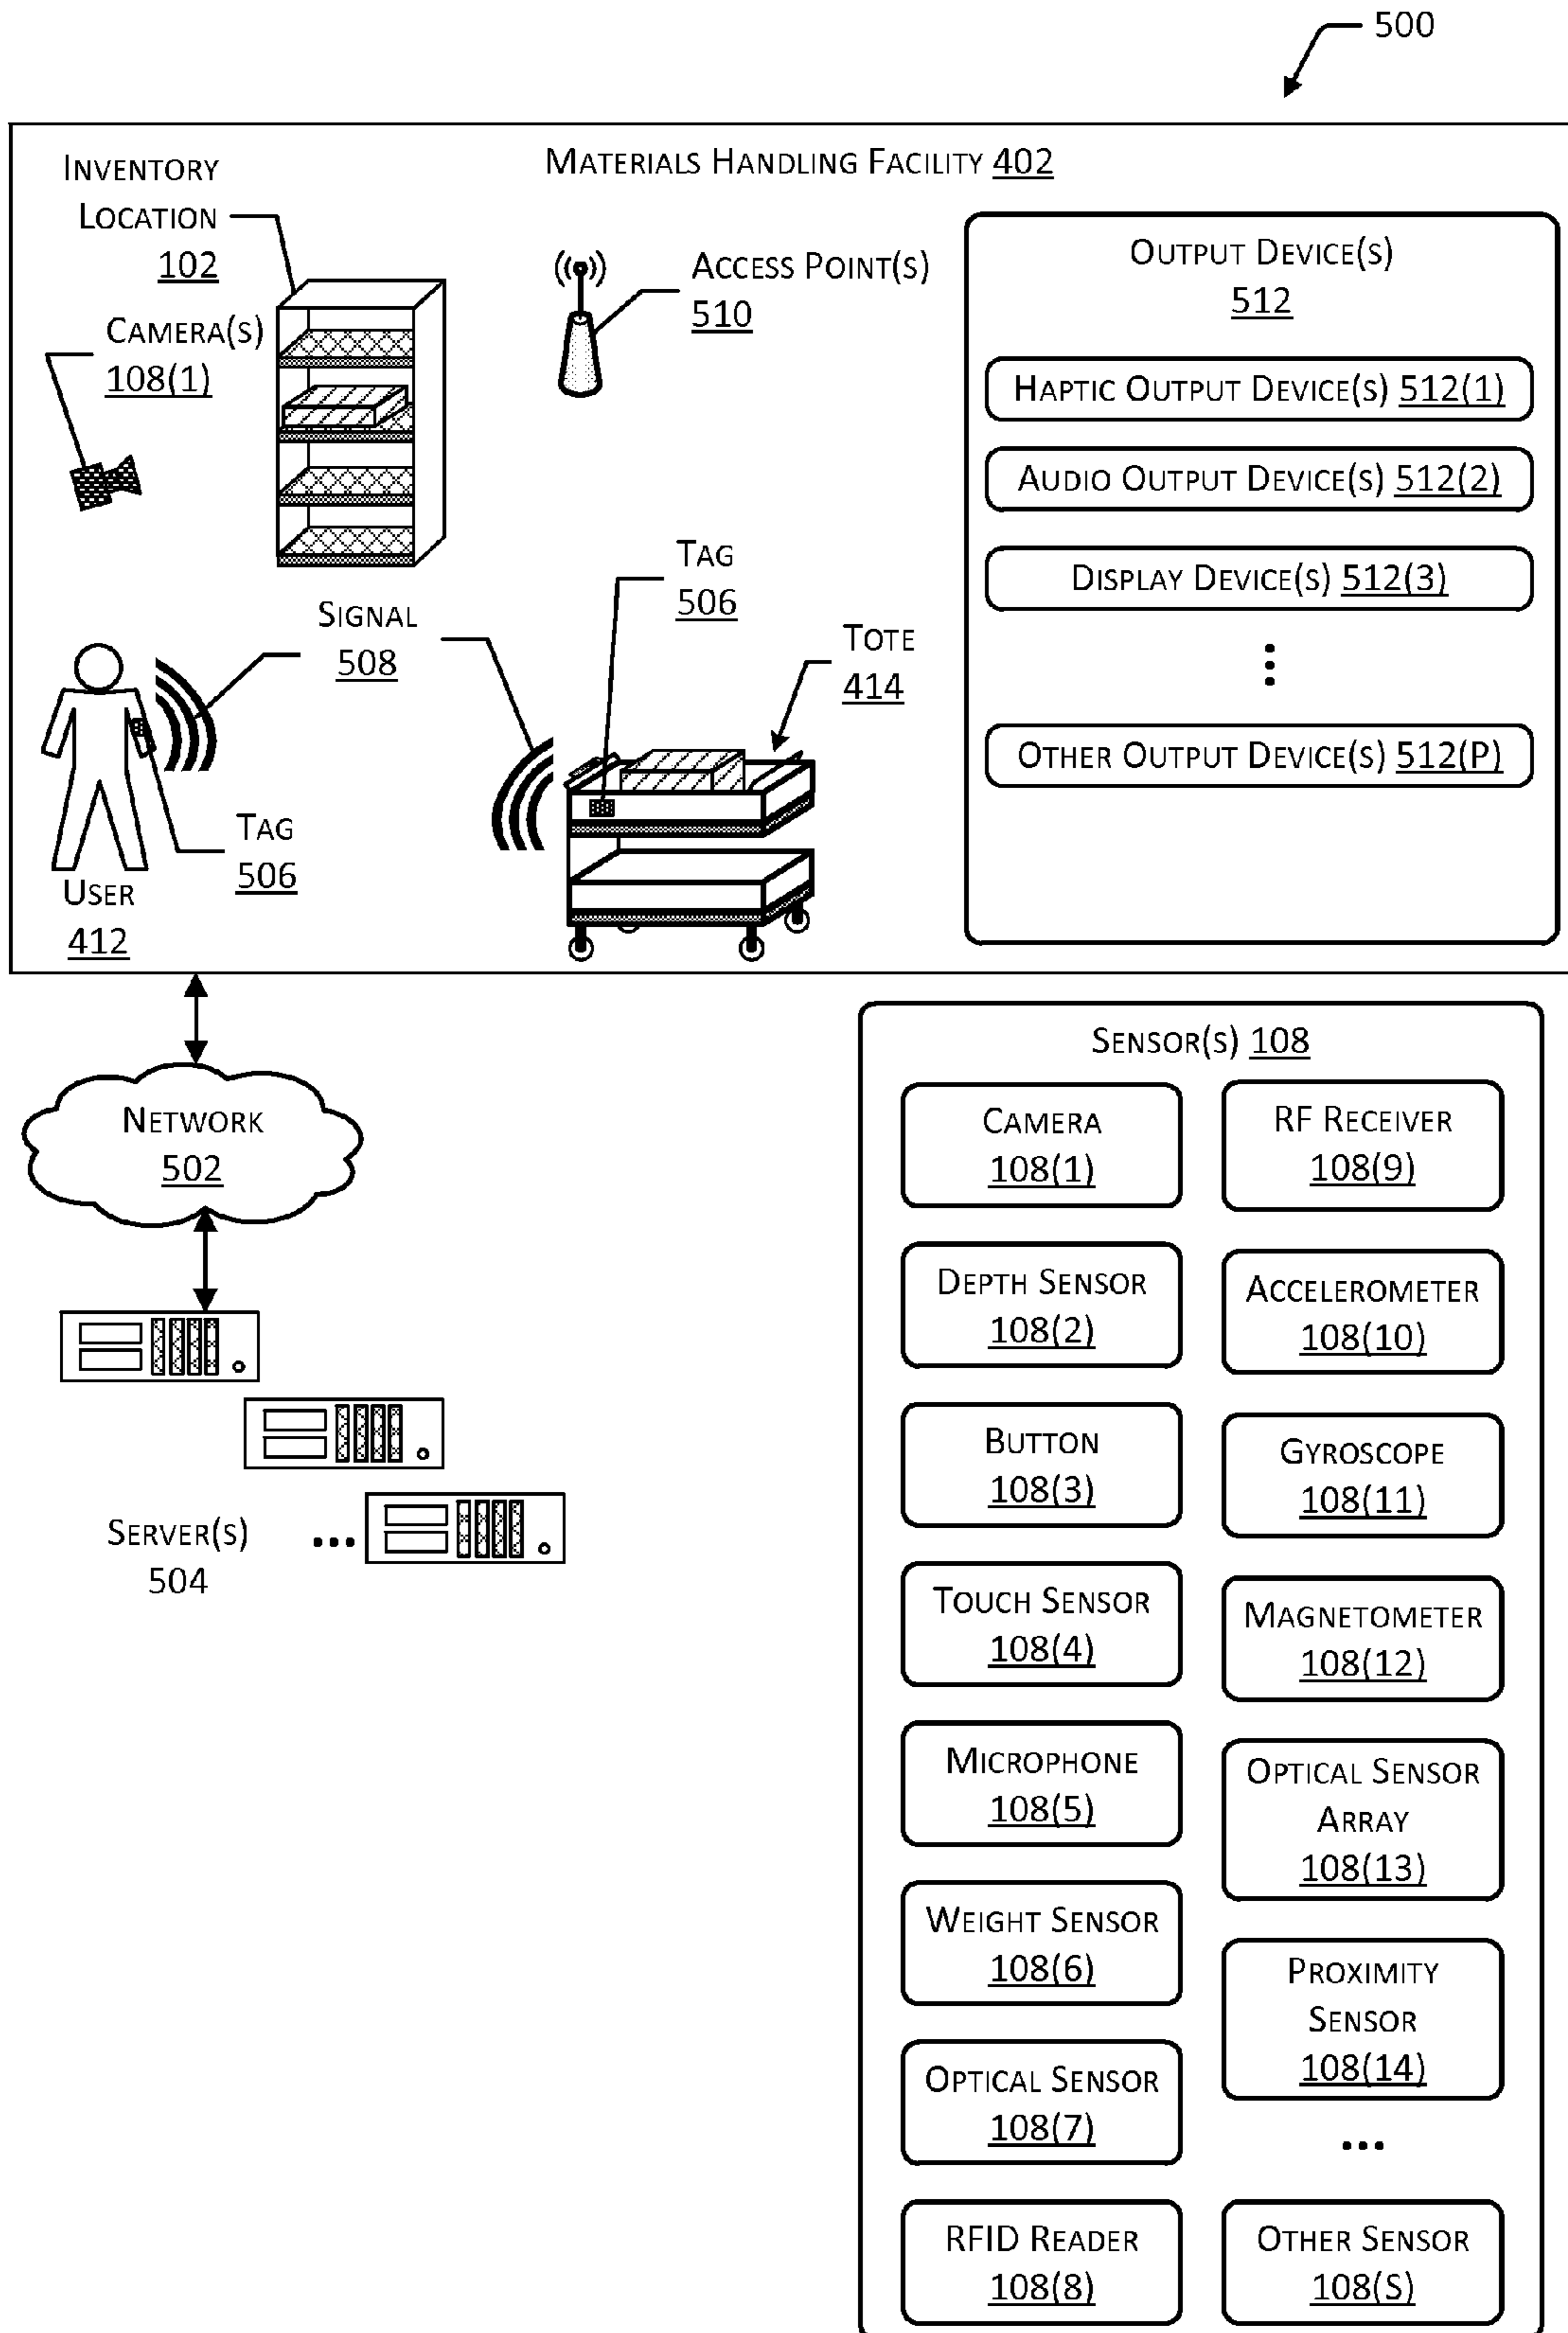 500
MATERIALS HANDLING FACILITY 402
INVENTORY
LOCATION
102
CAMERA(S)
108(1)
ACCESS POINT(S)
510
TAG
506
SIGNAL
508
TOTE
414
TAG
506
USER
412
OUTPUT DEVICE(S)
512
HAPTIC OUTPUT DEVICE(S) 512(1)
AUDIO OUTPUT DEVICE(S) 512(2)
DISPLAY DEVICE(S) 512(3)
OTHER OUTPUT DEVICE(S) 512(P)
NETWORK
502
SERVER(S)
504
...
SENSOR(S) 108
CAMERA
108(1)
DEPTH SENSOR
108(2)
BUTTON
108(3)
TOUCH SENSOR
108(4)
MICROPHONE
108(5)
WEIGHT SENSOR
108(6)
OPTICAL SENSOR
108(7)
RFID READER
108(8)
RF RECEIVER
108(9)
ACCELEROMETER
108(10)
GYROSCOPE
108(11)
MAGNETOMETER
108(12)
OPTICAL SENSOR
ARRAY
108(13)
PROXIMITY
SENSOR
108(14)
...
OTHER SENSOR
108(S)